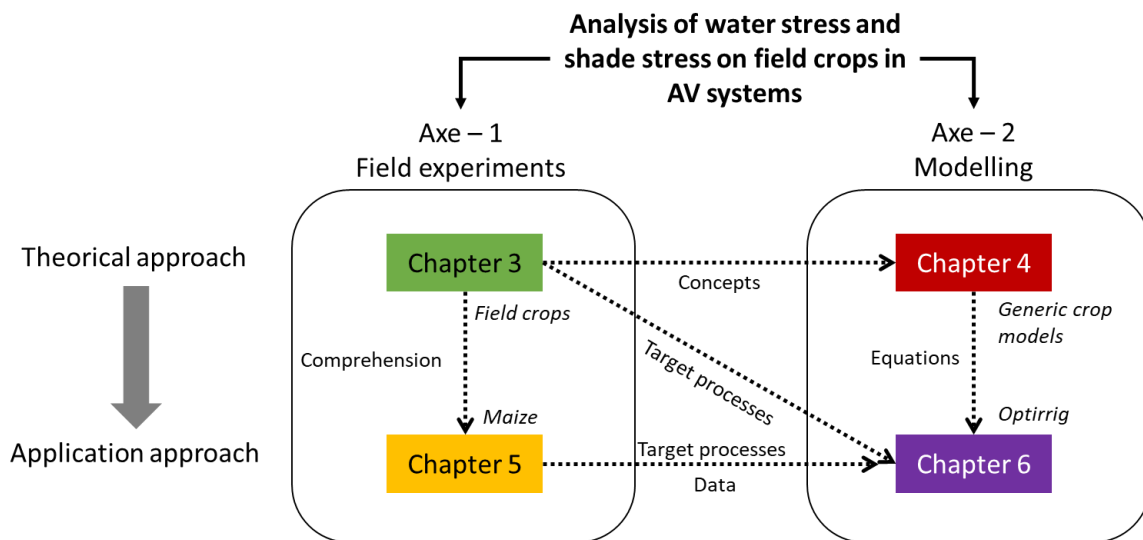 Analysis of water stress and
shade stress on field crops in
AV systems
Axe – 1
Field experiments
Axe – 2
Modelling
Theorical approach
Application approach
Chapter 3
Concepts
Chapter 4
Field crops
Generic crop
models
Comprehension
Target processes
Equations
Maize
Optirrig
Chapter 5
Target processes
Data
Chapter 6